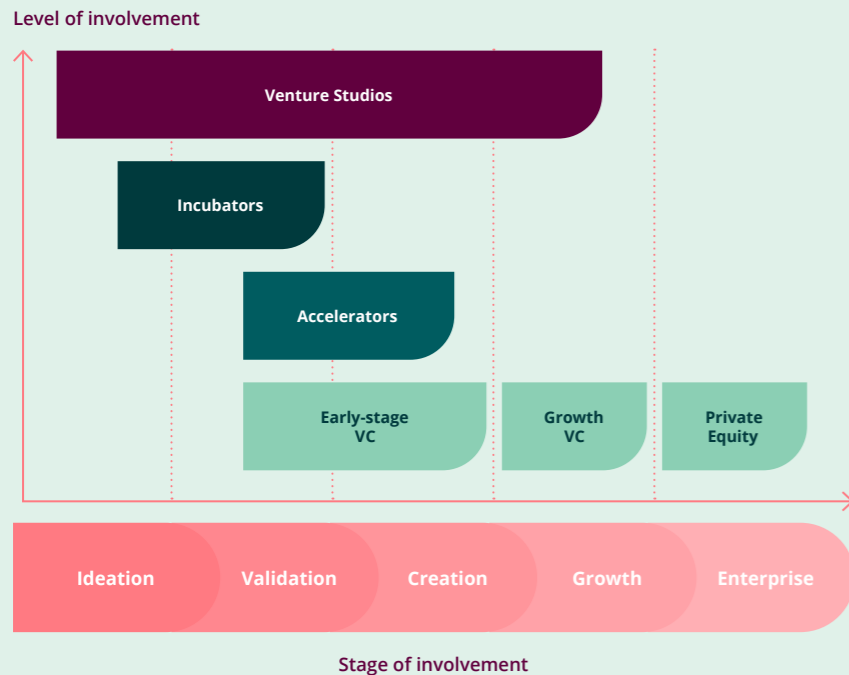 Level of involvement
Venture Studios
Incubators
Accelerators
Early-stage
VC
Growth
VC
Private
Equity
Ideation
Validation
Creation
Growth
Enterprise
Stage of involvement